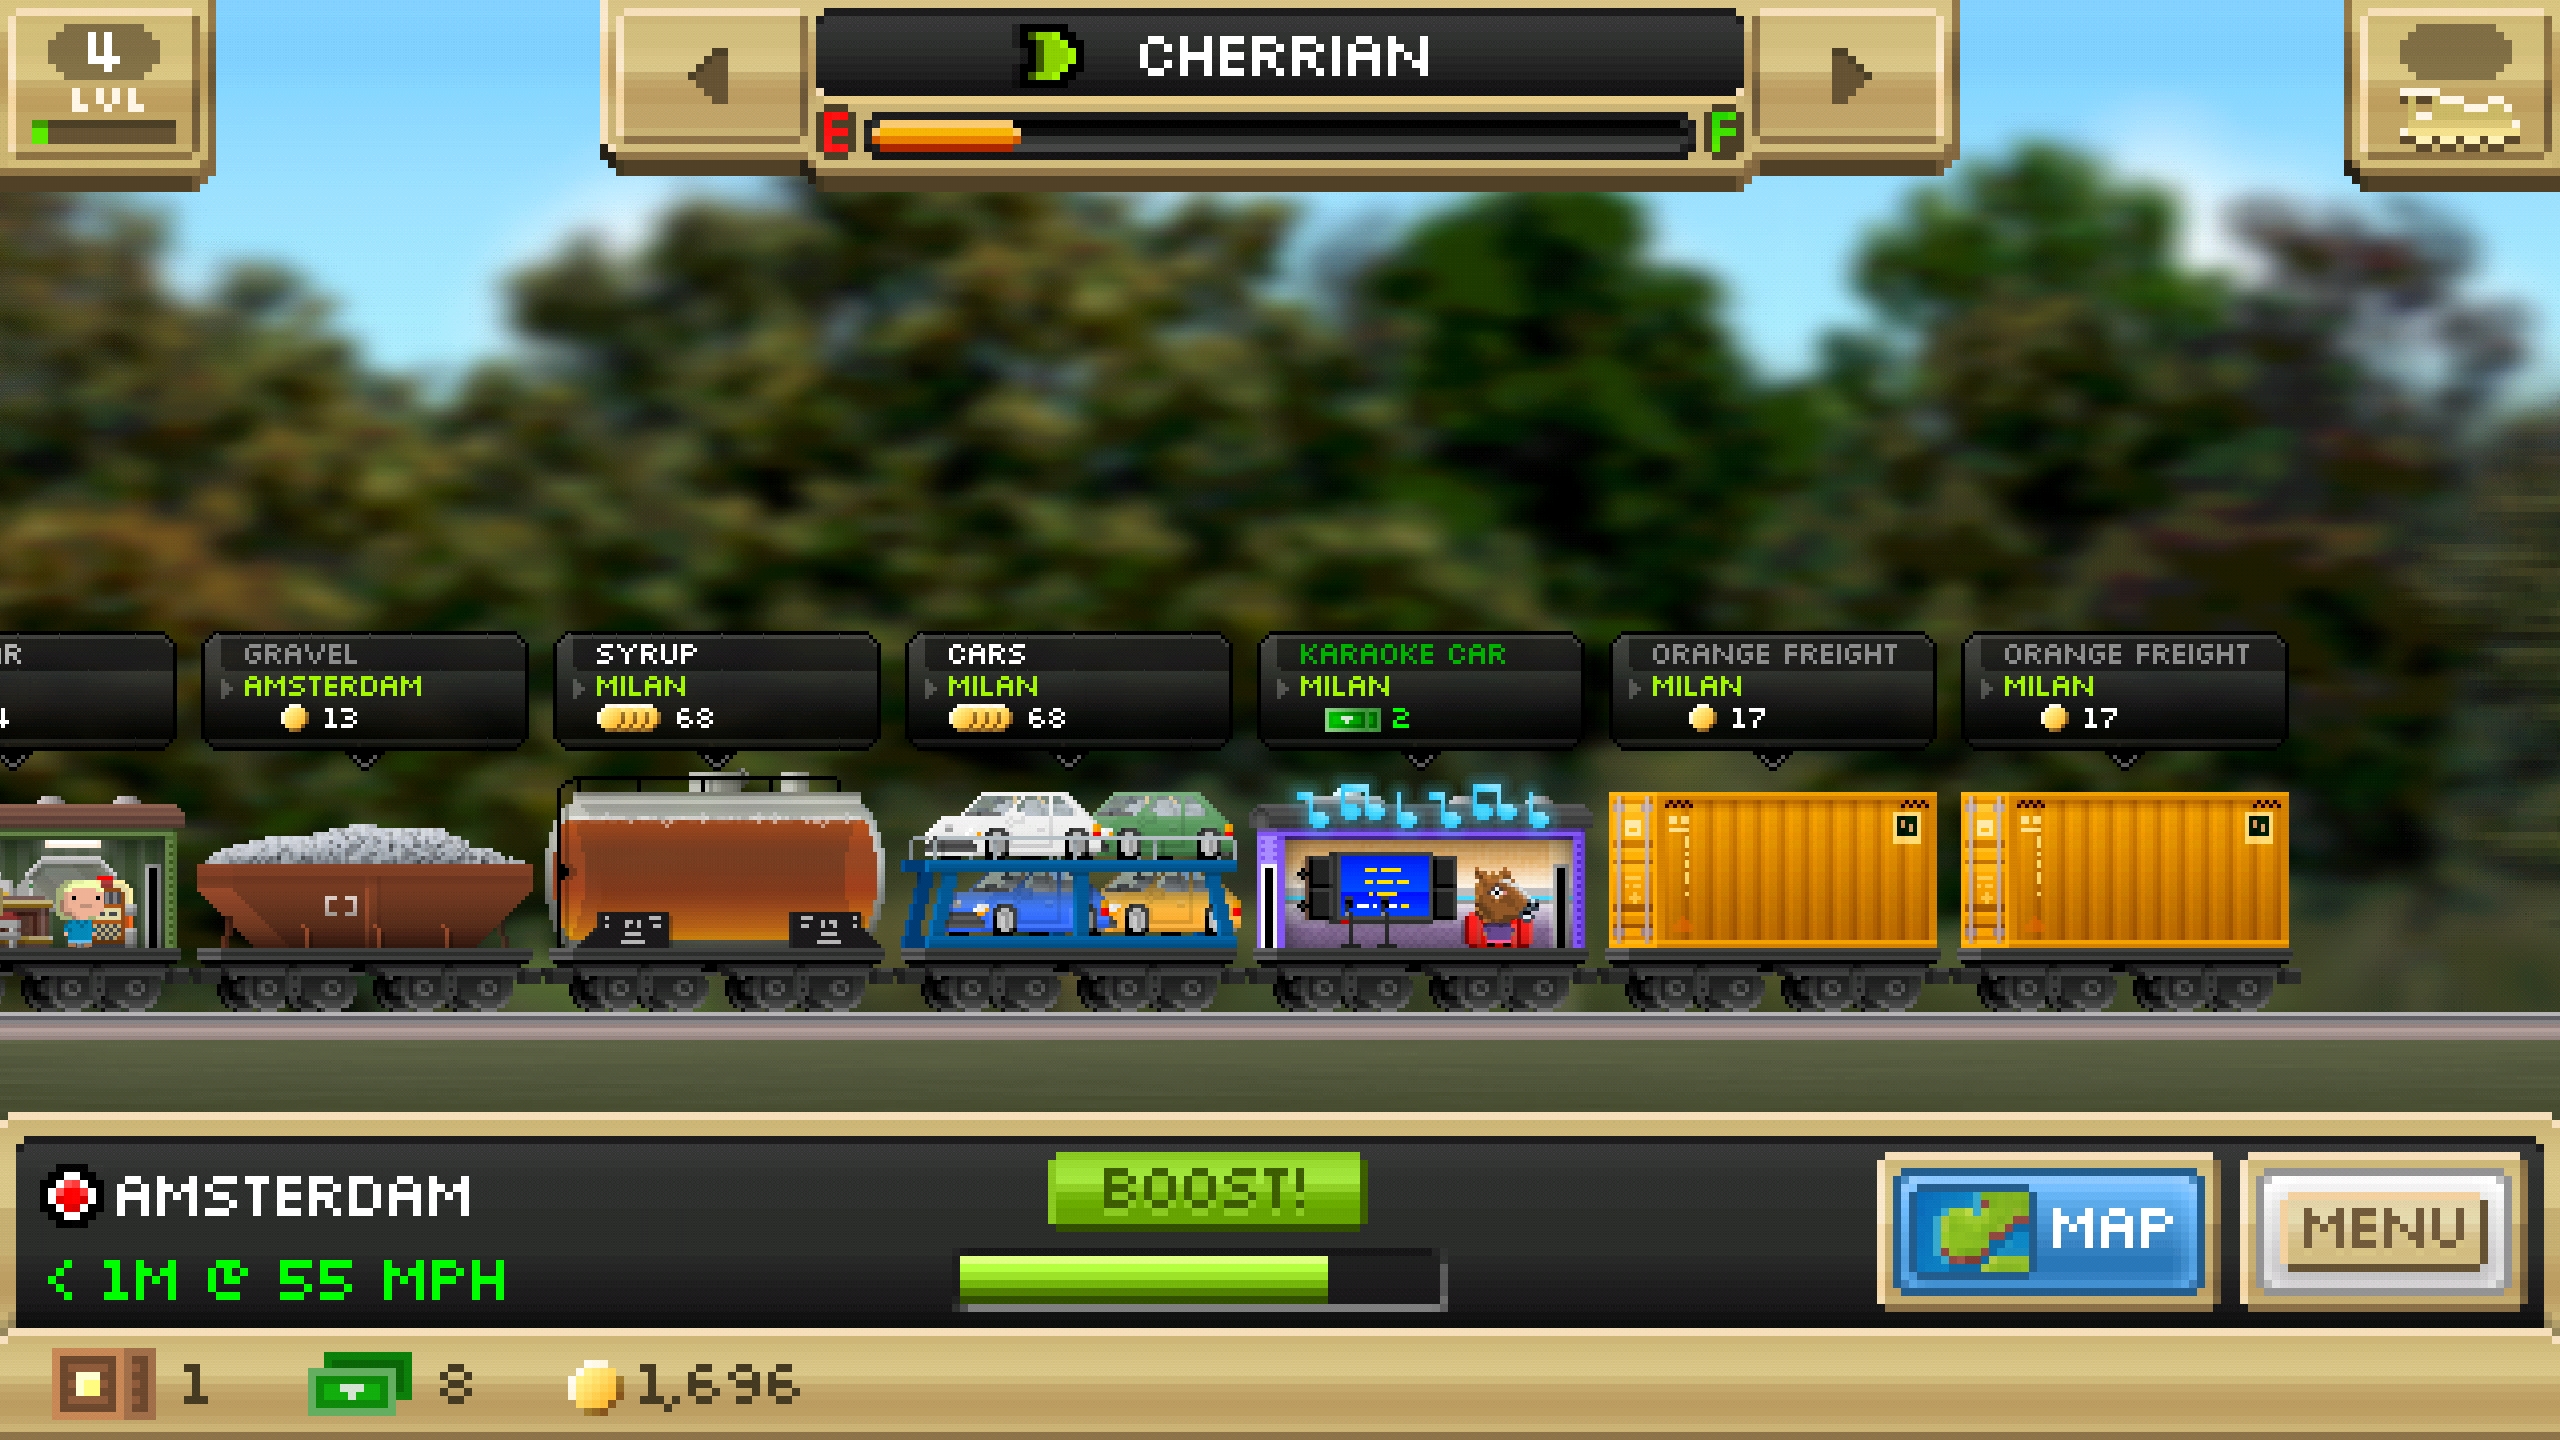 4
LVL
CHERRIAN
E
F
R
4
GRAVEL
AMSTERDAM
13
SYRUP
MILAN
68
CARS
MILAN
68
KARAOKE CAR
MILAN
2
ORANGE FREIGHT
MILAN
17
ORANGE FREIGHT
MILAN
17
AMSTERDAM
< 1M @ 55 MPH
BOOST!
MAP
MENU
1
8
1,696